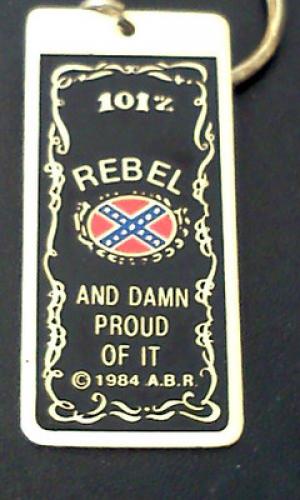 101%
REBEL
AND DAMN
PROUD
OF IT
© 1984 A.B.R.